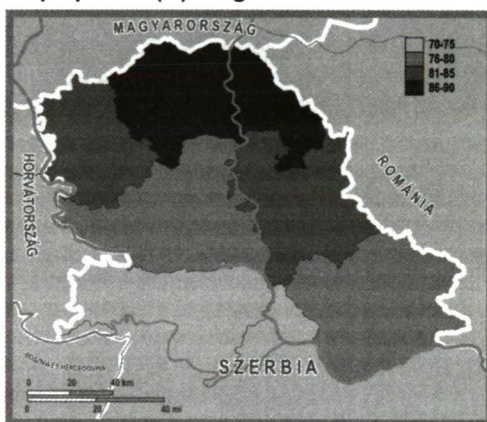 MAGYARORSZÁG
70-75
76-80
81-85
86-90
HORVÁTORSZÁG
ROMÁNIA
SZERBIA
0 20 40 km
0 20 40 mi